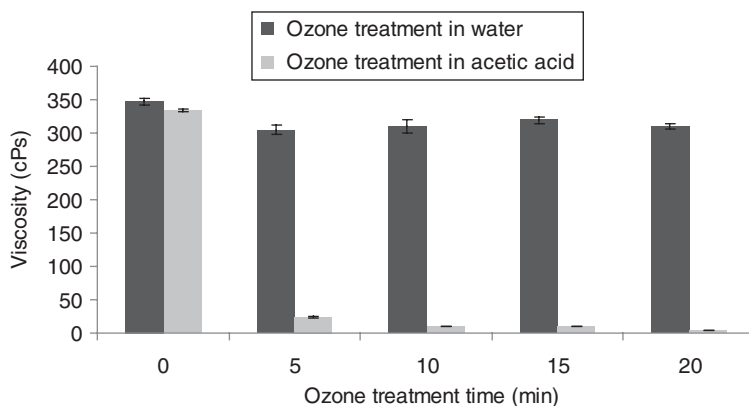 Ozone treatment in water
Ozone treatment in acetic acid
400
350
300
250
200
150
100
50
0
Viscosity (cPs)
0 5 10 15 20
Ozone treatment time (min)